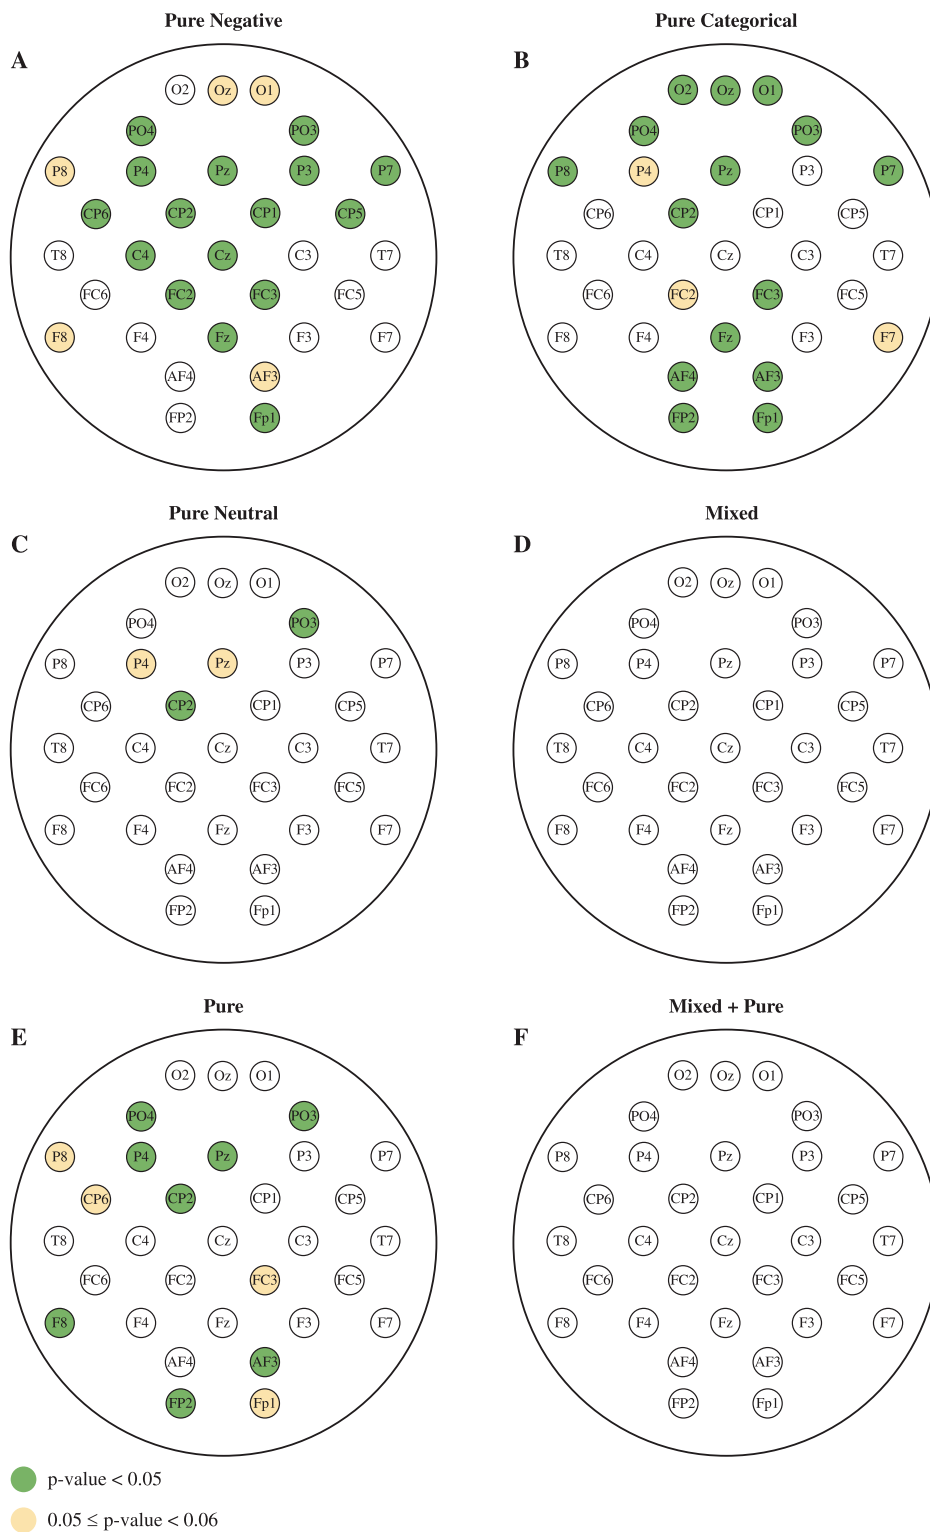 Pure Negative
A
O2 Oz O1
PO4 PO3
P8 P4 Pz P3 P7
CP6 CP2 CP1 CP5
T8 C4 Cz C3 T7
FC6 FC2 FC3 FC5
F8 F4 Fz F3 F7
AF4 AF3
FP2 Fp1
Pure Categorical
B
O2 Oz O1
PO4 PO3
P8 P4 Pz P3 P7
CP6 CP2 CP1 CP5
T8 C4 Cz C3 T7
FC6 FC2 FC3 FC5
F8 F4 Fz F3 F7
AF4 AF3
FP2 Fp1
Pure Neutral
C
O2 Oz O1
PO4 PO3
P8 P4 Pz P3 P7
CP6 CP2 CP1 CP5
T8 C4 Cz C3 T7
FC6 FC2 FC3 FC5
F8 F4 Fz F3 F7
AF4 AF3
FP2 Fp1
Mixed
D
O2 Oz O1
PO4 PO3
P8 P4 Pz P3 P7
CP6 CP2 CP1 CP5
T8 C4 Cz C3 T7
FC6 FC2 FC3 FC5
F8 F4 Fz F3 F7
AF4 AF3
FP2 Fp1
Pure
E
O2 Oz O1
PO4 PO3
P8 P4 Pz P3 P7
CP6 CP2 CP1 CP5
T8 C4 Cz C3 T7
FC6 FC2 FC3 FC5
F8 F4 Fz F3 F7
AF4 AF3
FP2 Fp1
Mixed + Pure
F
O2 Oz O1
PO4 PO3
P8 P4 Pz P3 P7
CP6 CP2 CP1 CP5
T8 C4 Cz C3 T7
FC6 FC2 FC3 FC5
F8 F4 Fz F3 F7
AF4 AF3
FP2 Fp1
p-value < 0.05
0.05 ≤ p-value < 0.06